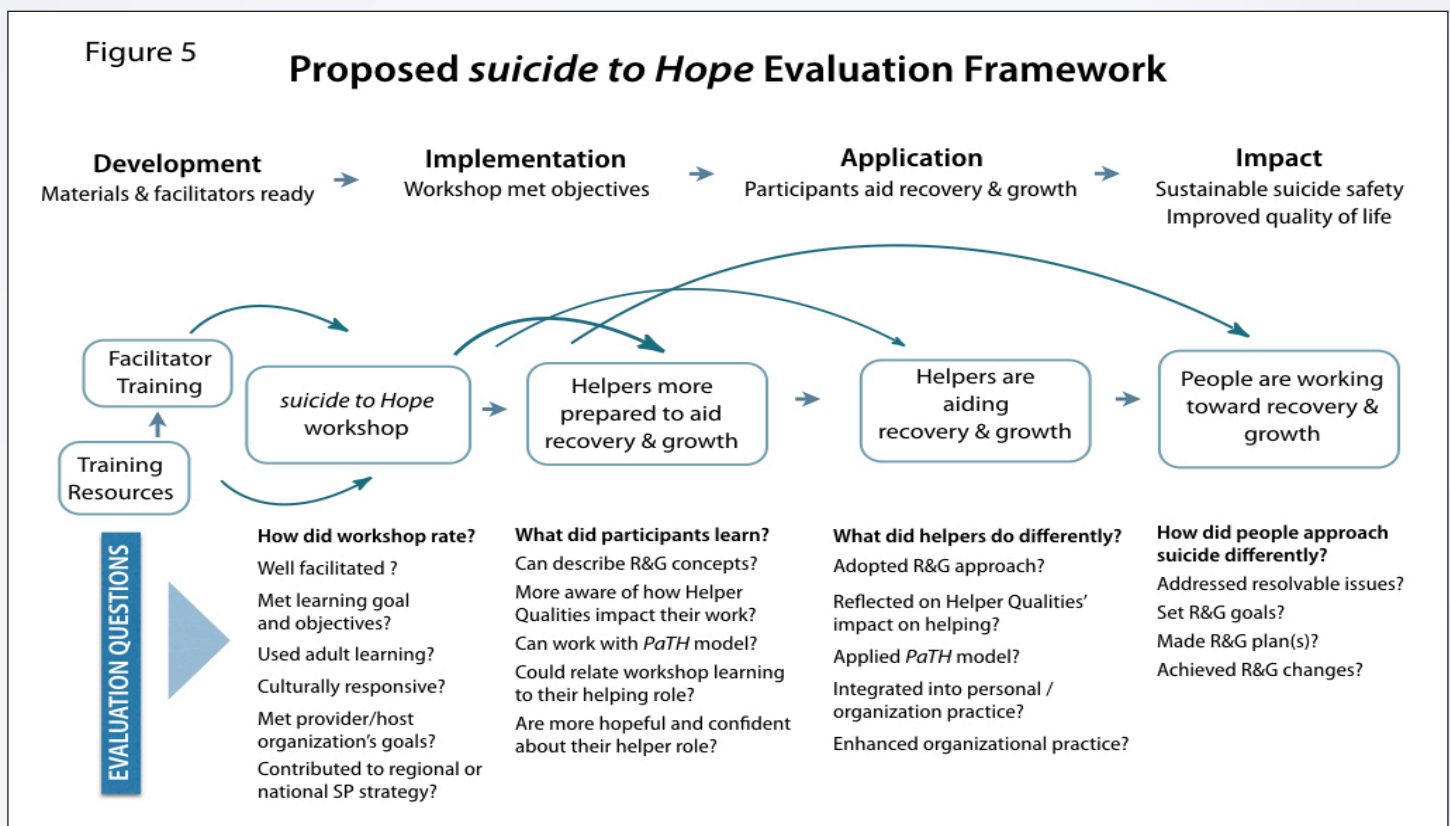 Figure 5
Proposed suicide to Hope Evaluation Framework
Development
Materials & facilitators ready
Implementation
Workshop met objectives
Application
Participants aid recovery & growth
Impact
Sustainable suicide safety
Improved quality of life
Facilitator
Training
Training
Resources
suicide to Hope
workshop
Helpers more
prepared to aid
recovery & growth
Helpers are
aiding
recovery & growth
People are working
toward recovery &
growth
EVALUATION QUESTIONS
How did workshop rate?
Well facilitated ?
Met learning goal
and objectives?
Used adult learning?
Culturally responsive?
Met provider/host
organization's goals?
Contributed to regional or
national SP strategy?
What did participants learn?
Can describe R&G concepts?
More aware of how Helper
Qualities impact their work?
Can work with PaTH model?
Could relate workshop learning
to their helping role?
Are more hopeful and confident
about their helper role?
What did helpers do differently?
Adopted R&G approach?
Reflected on Helper Qualities'
impact on helping?
Applied PaTH model?
Integrated into personal /
organization practice?
Enhanced organizational practice?
How did people approach
suicide differently?
Addressed resolvable issues?
Set R&G goals?
Made R&G plan(s)?
Achieved R&G changes?